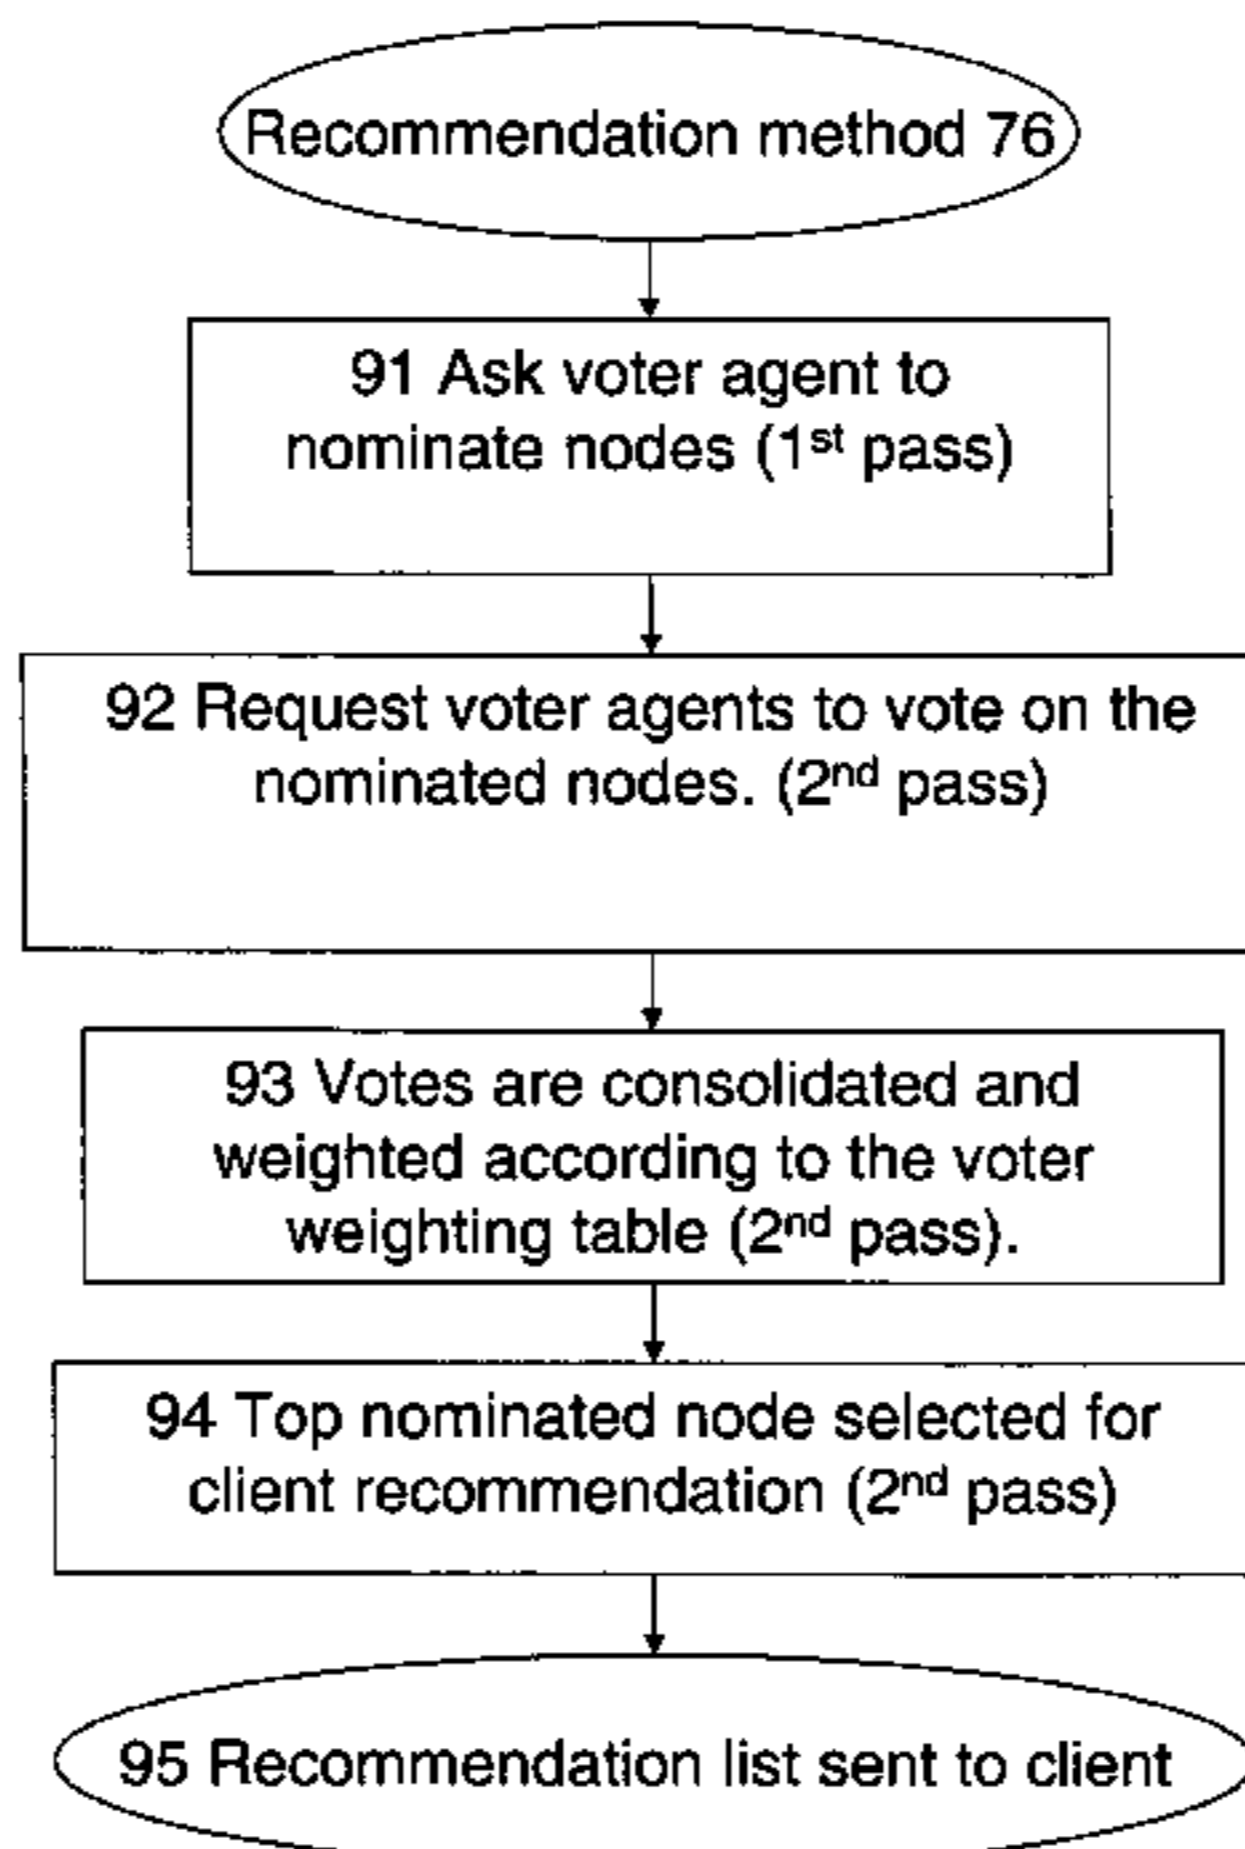 Recommendation method 76
91 Ask voter agent to
nominate nodes (1st pass)
92 Request voter agents to vote on the
nominated nodes. (2nd pass)
93 Votes are consolidated and
weighted according to the voter
weighting table (2nd pass).
94 Top nominated node selected for
client recommendation (2nd pass)
95 Recommendation list sent to client